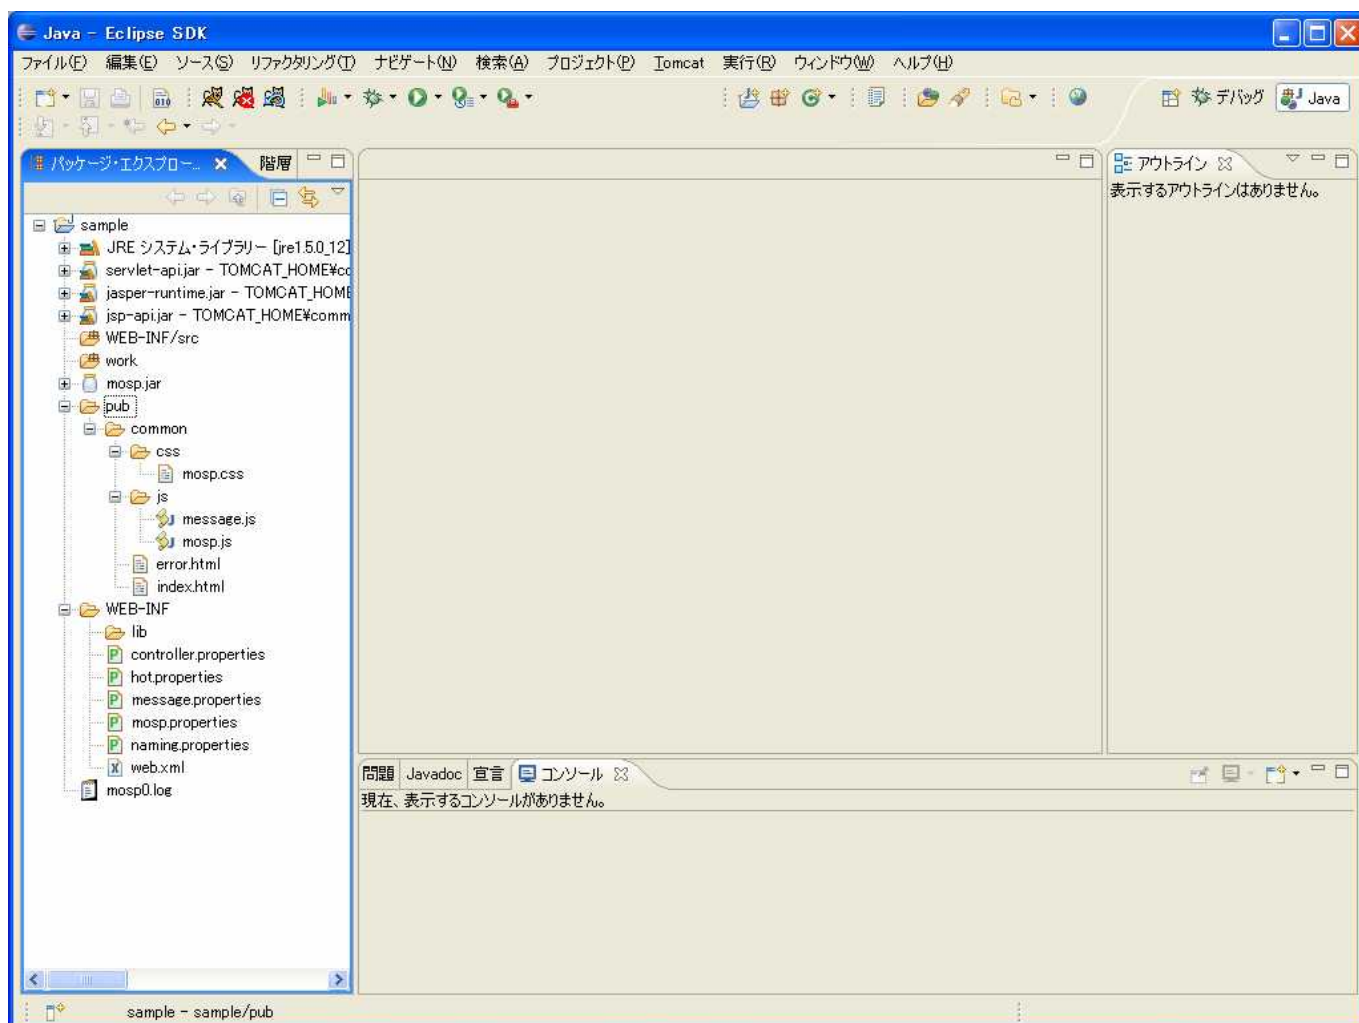 Java - Eclipse SDK
ファイル(F) 編集(E) ソース(S) リファクタリング(T) ナビゲート(N) 検索(A) プロジェクト(P) Tomcat 実行(R) ウィンドウ(W) ヘルプ(H)
デバッグ Java
パッケージ・エクスプロー... 階層
アウトライン
表示するアウトラインはありません。
sample
JRE システム・ライブラリー [jre1.5.0_12]
servlet-api.jar - TOMCAT_HOME¥co
jasper-runtime.jar - TOMCAT_HOME
jsp-api.jar - TOMCAT_HOME¥comm
WEB-INF/src
work
mosp.jar
pub
common
css
mosp.css
js
message.js
mosp.js
error.html
index.html
WEB-INF
lib
controller.properties
hot.properties
message.properties
mosp.properties
naming.properties
web.xml
mosp0.log
問題 Javadoc 宣言 コンソール
現在、表示するコンソールがありません。
sample - sample/pub